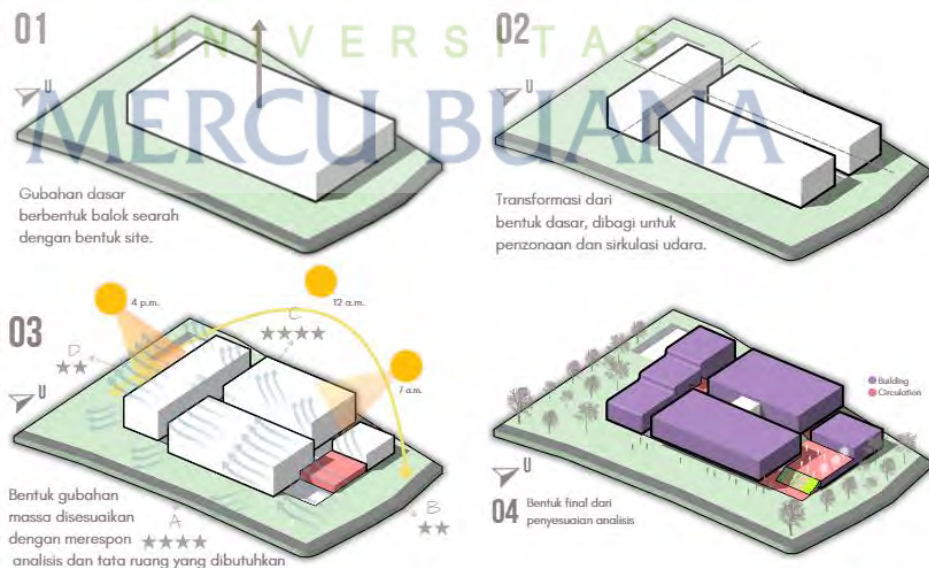 UNIVERSITAS
MERCU BUANA
01
U
Gubahan dasar
berbentuk balok searah
dengan bentuk site.
02
U
Transformasi dari
bentuk dasar, dibagi untuk
penzonaan dan sirkulasi udara.
03
U
4 p.m.
12 a.m.
7 a.m.
C
★★★★
D
★★
B
★★
A
★★★★
Bentuk gubahan
massa disesuaikan
dengan merespon
analisis dan tata ruang yang dibutuhkan
Building
Circulation
U
04
Bentuk final dari
penyesuaian analisis